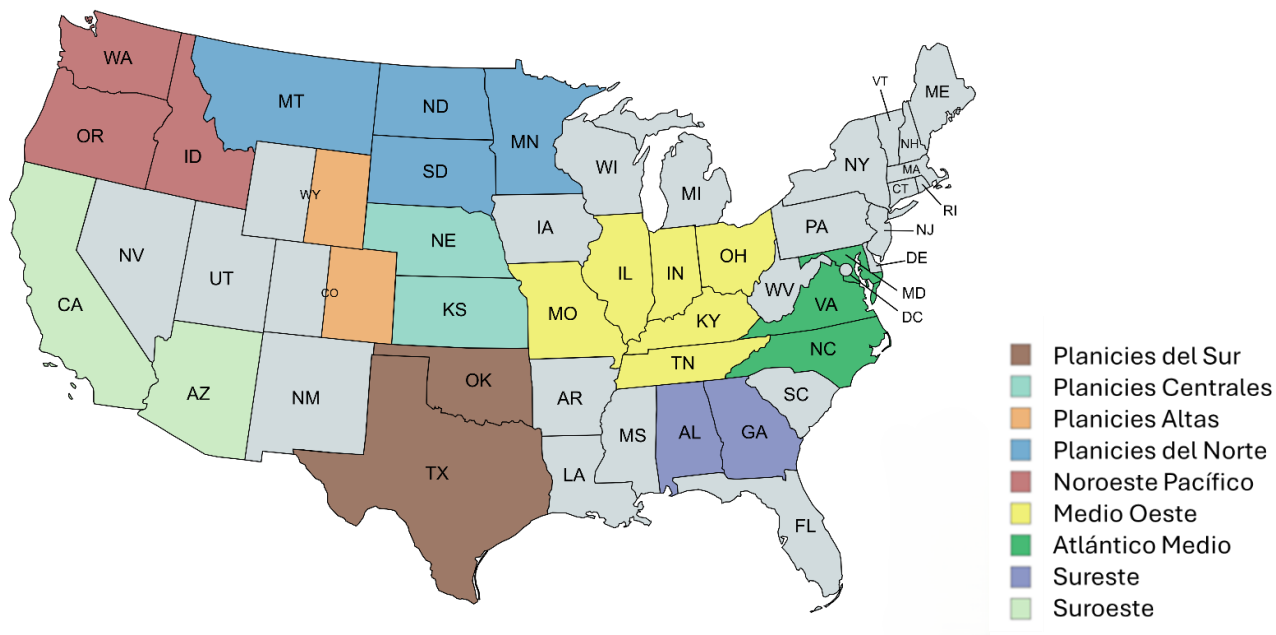 WA
MT
ND
MN
OR
ID
SD
WY
WI
MI
VT
ME
NH
NY
MA
CT
RI
NV
UT
CO
NE
IA
PA
NJ
CA
KS
MO
IL
IN
OH
WV
VA
DE
MD
DC
KY
NC
TN
AZ
NM
OK
AR
SC
TX
LA
MS
AL
GA
FL
Planicies del Sur
Planicies Centrales
Planicies Altas
Planicies del Norte
Noroeste Pacífico
Medio Oeste
Atlántico Medio
Sureste
Suroeste